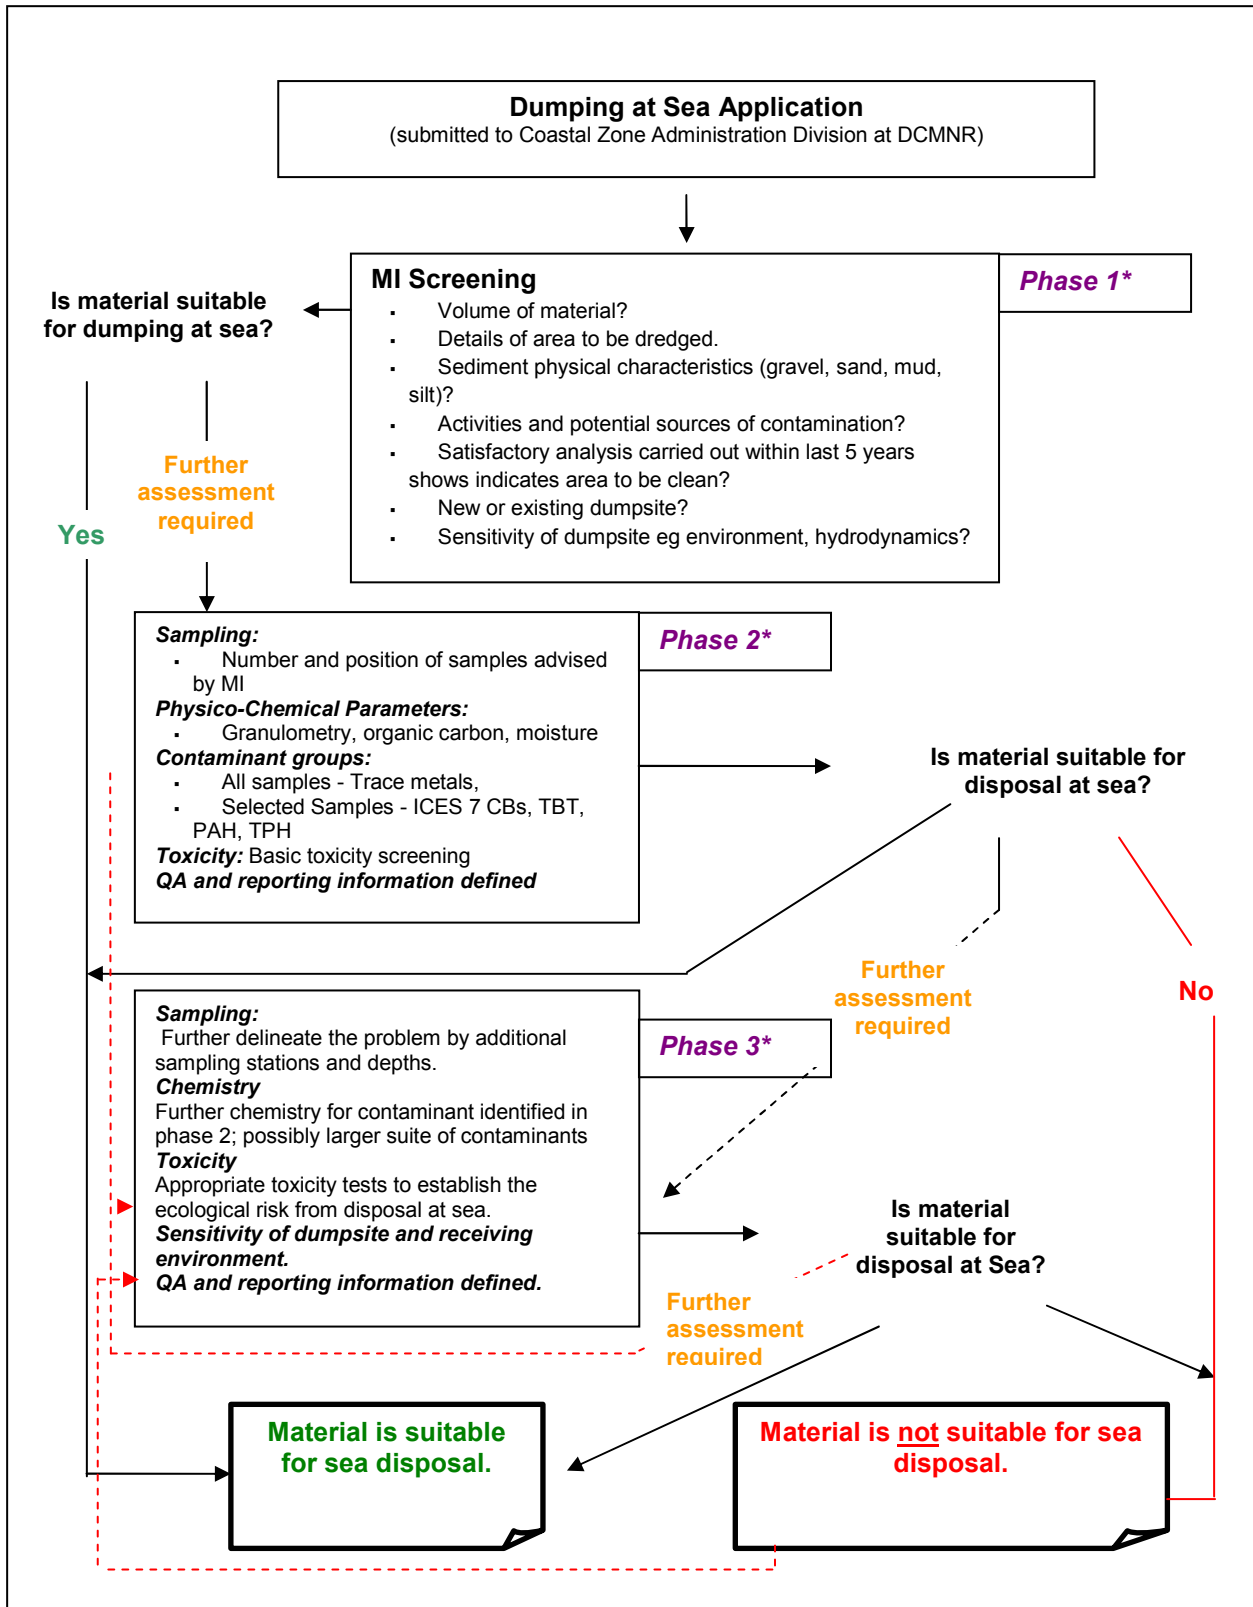 Dumping at Sea Application
(submitted to Coastal Zone Administration Division at DCMNR)
MI Screening
▪ Volume of material?
▪ Details of area to be dredged.
▪ Sediment physical characteristics (gravel, sand, mud,
silt)?
▪ Activities and potential sources of contamination?
▪ Satisfactory analysis carried out within last 5 years
shows indicates area to be clean?
▪ New or existing dumpsite?
▪ Sensitivity of dumpsite eg environment, hydrodynamics?
Phase 1*
Is material suitable
for dumping at sea?
Further
assessment
required
Yes
Sampling:
▪ Number and position of samples advised
by MI
Physico-Chemical Parameters:
▪ Granulometry, organic carbon, moisture
Contaminant groups:
▪ All samples - Trace metals,
▪ Selected Samples - ICES 7 CBs, TBT,
PAH, TPH
Toxicity: Basic toxicity screening
QA and reporting information defined
Phase 2*
Is material suitable for
disposal at sea?
Further
assessment
required
No
Sampling:
Further delineate the problem by additional
sampling stations and depths.
Chemistry
Further chemistry for contaminant identified in
phase 2; possibly larger suite of contaminants
Toxicity
Appropriate toxicity tests to establish the
ecological risk from disposal at sea.
Sensitivity of dumpsite and receiving
environment.
QA and reporting information defined.
Phase 3*
Is material
suitable for
disposal at Sea?
Further
assessment
required
Material is suitable
for sea disposal.
Material is not suitable for sea
disposal.